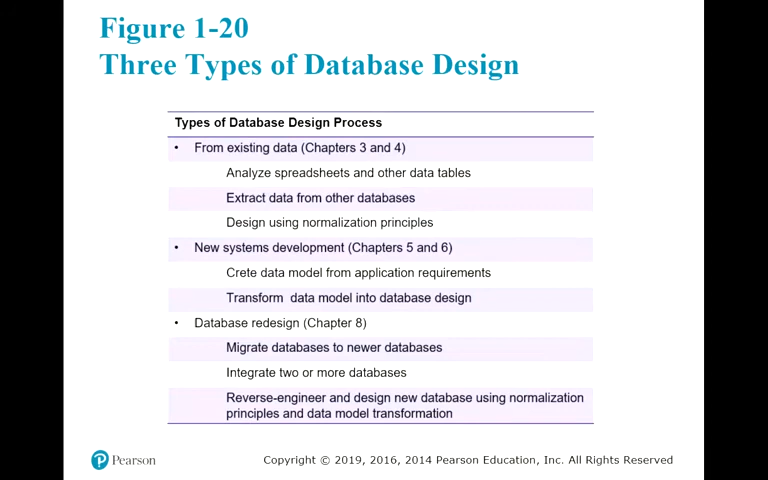 Figure 1-20
Three Types of Database Design
Types of Database Design Process
• From existing data (Chapters 3 and 4)
Analyze spreadsheets and other data tables
Extract data from other databases
Design using normalization principles
• New systems development (Chapters 5 and 6)
Crete data model from application requirements
Transform data model into database design
• Database redesign (Chapter 8)
Migrate databases to newer databases
Integrate two or more databases
Reverse-engineer and design new database using normalization
principles and data model transformation
Pearson
Copyright © 2019, 2016, 2014 Pearson Education, Inc. All Rights Reserved